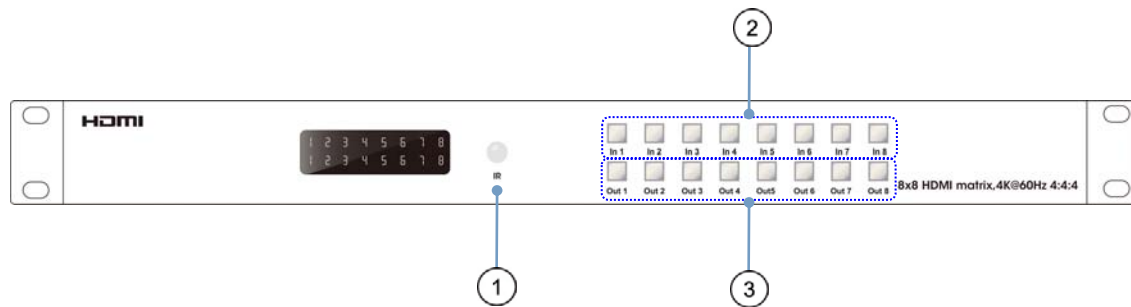 2
HDMI
1 2 3 4 5 6 7 8
1 2 3 4 5 6 7 8
IR
In 1 In 2 In 3 In 4 In 5 In 6 In 7 In 8
Out 1 Out 2 Out 3 Out 4 Out5 Out 6 Out 7 Out 8
8x8 HDMI matrix,4K@60Hz 4:4:4
1
3